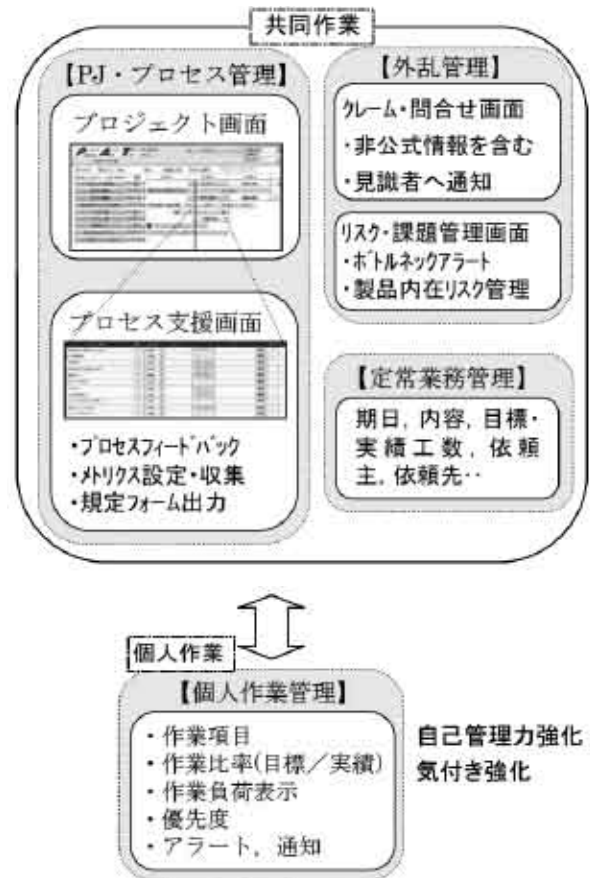 共同作業
【PJ・プロセス管理】
プロジェクト画面
プロセス支援画面
・プロセスフィードバック
・メトリクス設定・収集
・規定フォーム出力
【外乱管理】
クレーム・問合せ画面
・非公式情報を含む
・見識者へ通知
リスク・課題管理画面
・ボトルネックアラート
・製品内在リスク管理
【定常業務管理】
期日，内容，目標・
実績工数，依頼
主，依頼先‥
個人作業
【個人作業管理】
・作業項目
・作業比率(目標／実績)
・作業負荷表示
・優先度
・アラート，通知
自己管理力強化
気付き強化